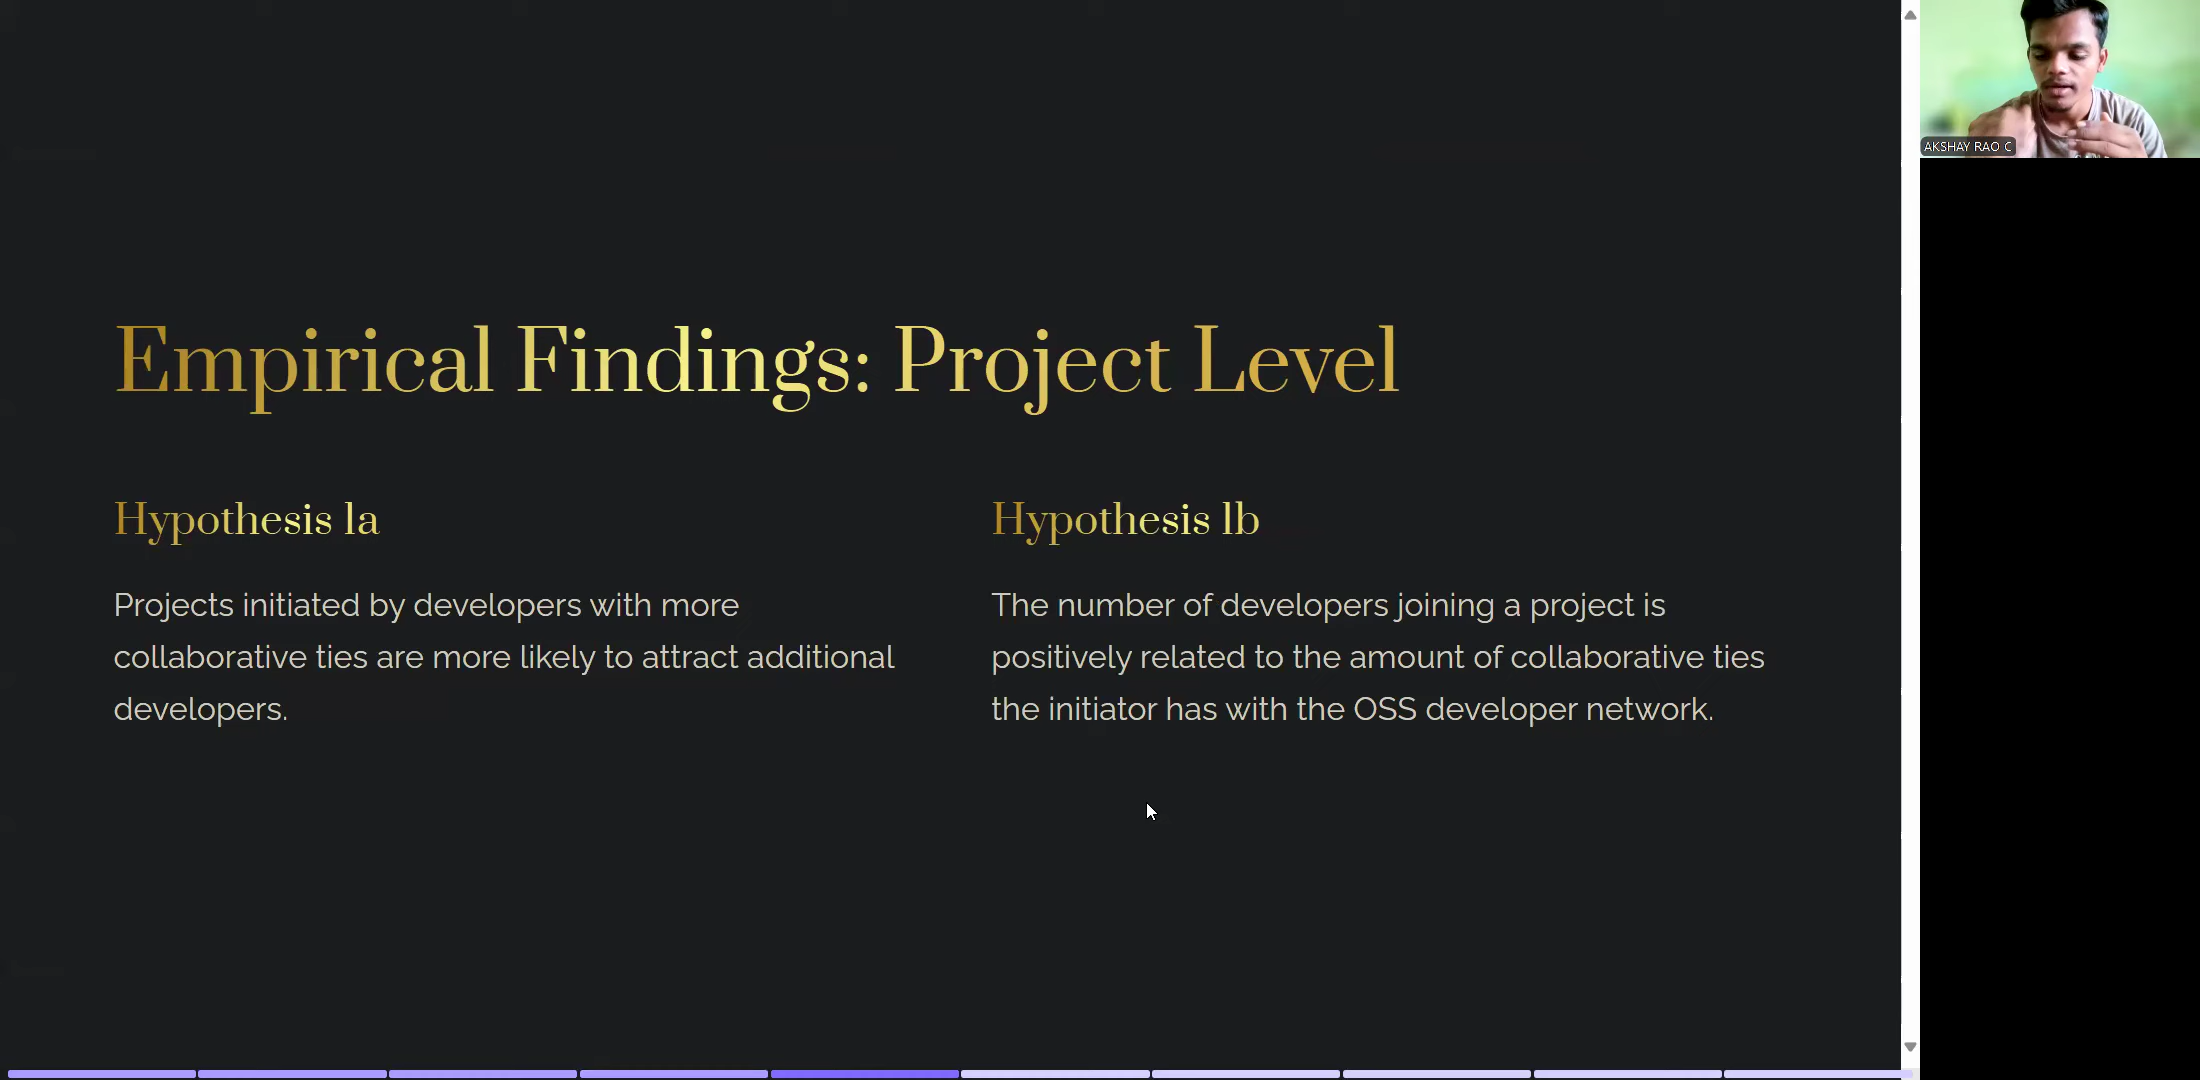 Empirical Findings: Project Level
Hypothesis 1a
Projects initiated by developers with more
collaborative ties are more likely to attract additional
developers.
Hypothesis 1b
The number of developers joining a project is
positively related to the amount of collaborative ties
the initiator has with the OSS developer network.
AKSHAY RAO C